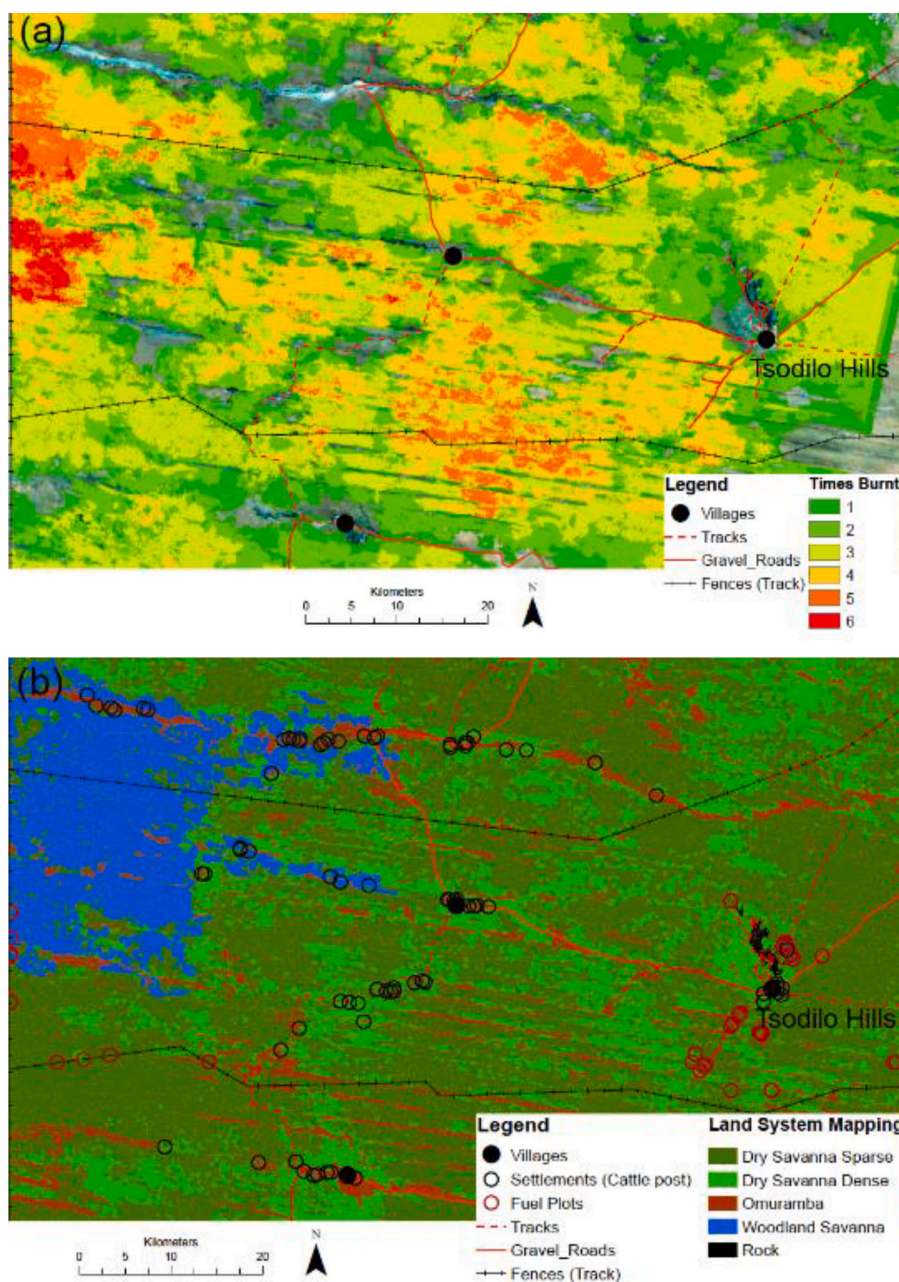 (a)
Tsodilo Hills
Legend
Villages
Tracks
Gravel_Roads
Fences (Track)
Times Burnt
1
2
3
4
5
6
Kilometers
0 5 10 20
N
(b)
Tsodilo Hills
Legend
Villages
Settlements (Cattle post)
Fuel Plots
Tracks
Gravel_Roads
Fences (Track)
Land System Mapping
Dry Savanna Sparse
Dry Savanna Dense
Omuramba
Woodland Savanna
Rock
Kilometers
0 5 10 20
N